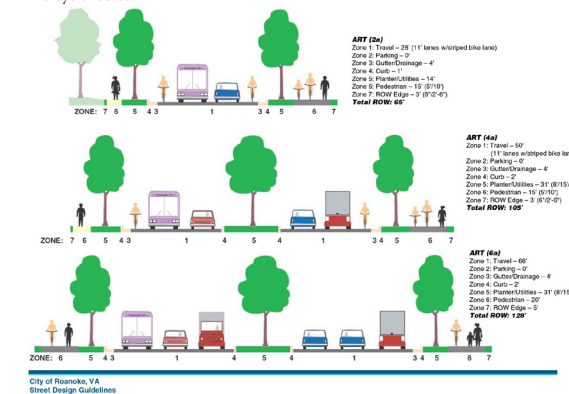 ART (2a)
Zone 1: Travel – 28' (11' lanes w/striped bike lane)
Zone 2: Parking – 0'
Zone 3: Gutter/Drainage – 4'
Zone 4: Curb – 1'
Zone 5: Planter/Utilities – 14'
Zone 6: Pedestrian – 15' (5'/10')
Zone 7: ROW Edge – 3' (6"/2'-6")
Total ROW: 65'
ZONE: 7 6 5 4 3 1 3 4 5 6 7
ART (4a)
Zone 1: Travel – 50'
(11' lanes w/striped bike
Zone 2: Parking – 0'
Zone 3: Gutter/Drainage – 4'
Zone 4: Curb – 2'
Zone 5: Planter/Utilities – 31' (8'/15'/
Zone 6: Pedestrian – 15' (5'/10')
Zone 7: ROW Edge – 3' (6"/2'-6")
Total ROW: 105'
ZONE: 7 6 5 4 3 1 4 5 4 1 3 4 5 6 7
ART (6a)
Zone 1: Travel – 66'
Zone 2: Parking – 0'
Zone 3: Gutter/Drainage – 4'
Zone 4: Curb – 2'
Zone 5: Planter/Utilities – 31' (8'/15
Zone 6: Pedestrian – 20'
Zone 7: ROW Edge – 5'
Total ROW: 128'
ZONE: 6 5 4 3 1 4 5 4 1 3 4 5 6 7
City of Roanoke, VA
Street Design Guidelines